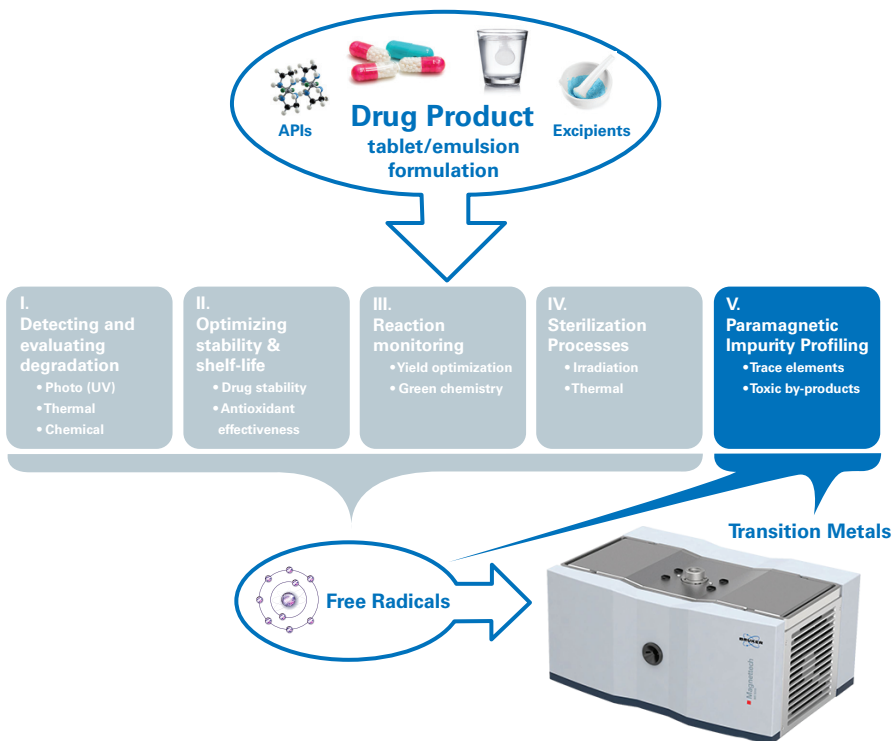 APIs
Drug Product
tablet/emulsion
formulation
Excipients
I.
Detecting and
evaluating
degradation
• Photo (UV)
• Thermal
• Chemical
II.
Optimizing
stability &
shelf-life
• Drug stability
• Antioxidant
effectiveness
III.
Reaction
monitoring
• Yield optimization
• Green chemistry
IV.
Sterilization
Processes
• Irradiation
• Thermal
V.
Paramagnetic
Impurity Profiling
• Trace elements
• Toxic by-products
Transition Metals
Free Radicals
BRUKER
Magnettech